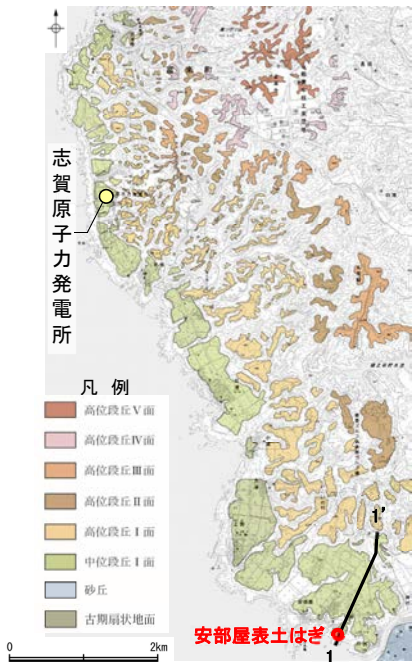 志賀原子力発電所
凡例
高位段丘Ⅴ面
高位段丘Ⅳ面
高位段丘Ⅲ面
高位段丘Ⅱ面
高位段丘Ⅰ面
中位段丘Ⅰ面
砂丘
古期扇状地面
1'
安部屋表土はぎ
1
0 2km